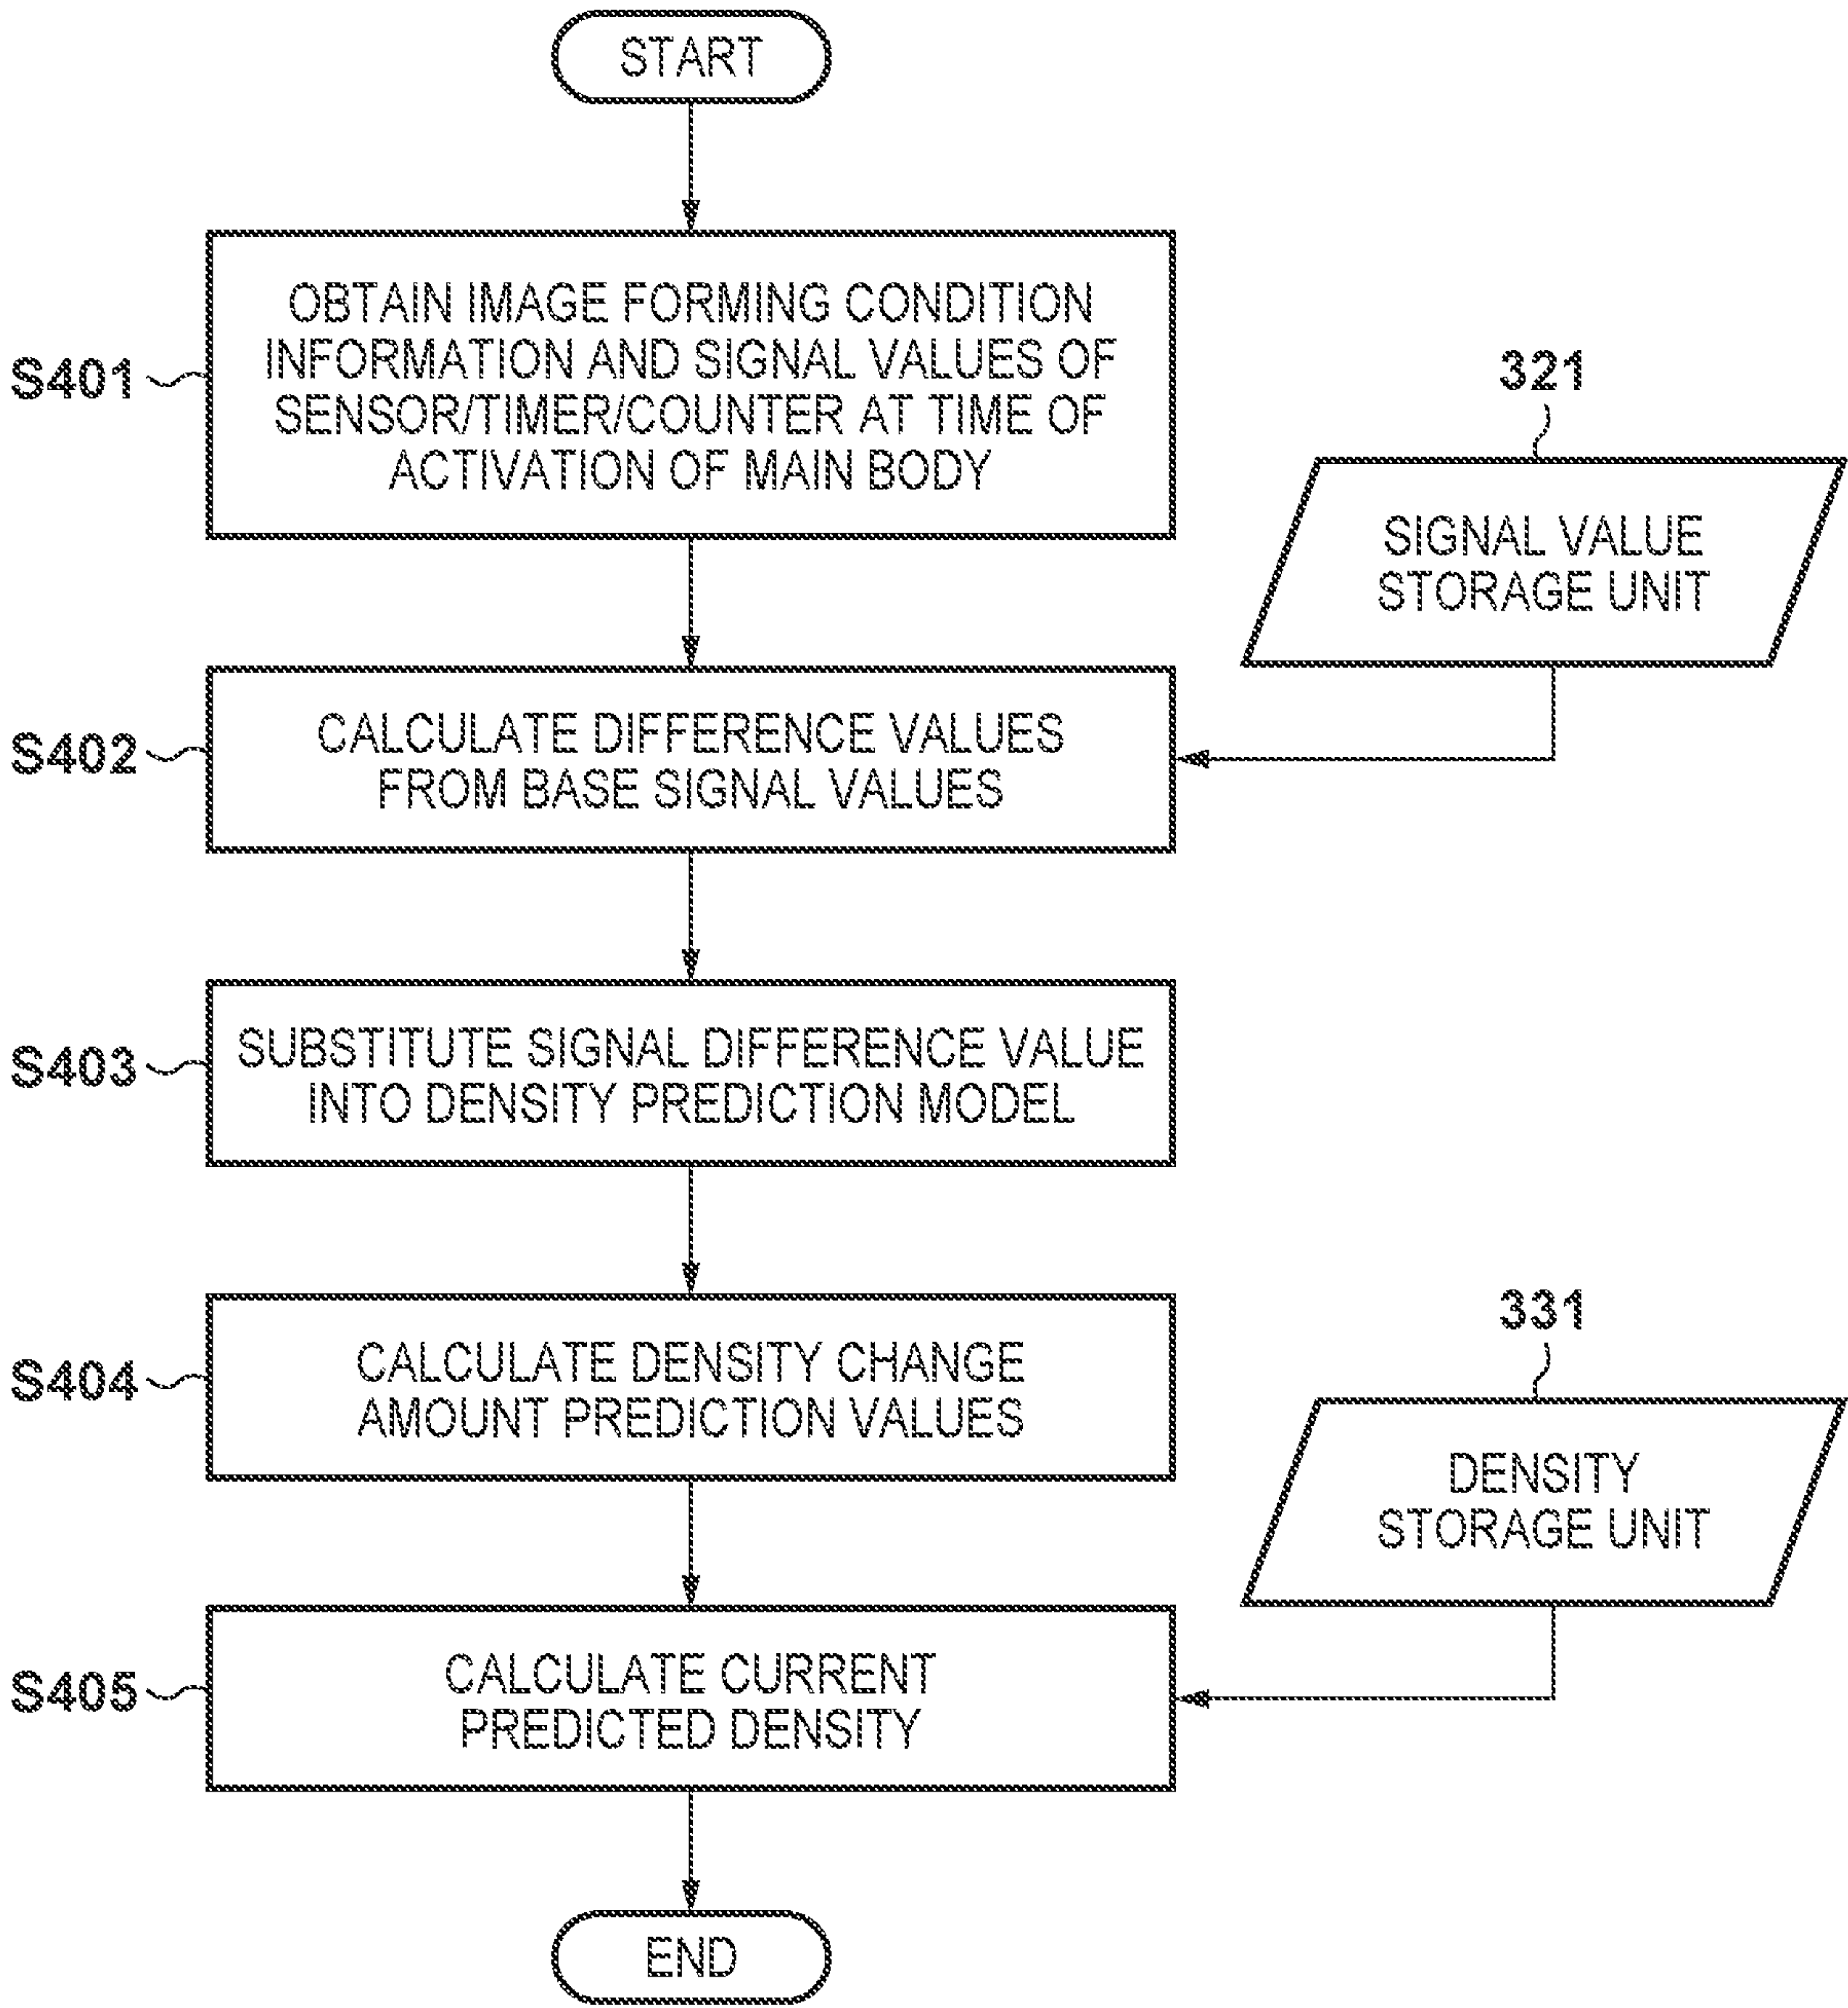 START
S401
OBTAIN IMAGE FORMING CONDITION
INFORMATION AND SIGNAL VALUES OF
SENSOR/TIMER/COUNTER AT TIME OF
ACTIVATION OF MAIN BODY
321
SIGNAL VALUE
STORAGE UNIT
S402
CALCULATE DIFFERENCE VALUES
FROM BASE SIGNAL VALUES
S403
SUBSTITUTE SIGNAL DIFFERENCE VALUE
INTO DENSITY PREDICTION MODEL
S404
CALCULATE DENSITY CHANGE
AMOUNT PREDICTION VALUES
331
DENSITY
STORAGE UNIT
S405
CALCULATE CURRENT
PREDICTED DENSITY
END